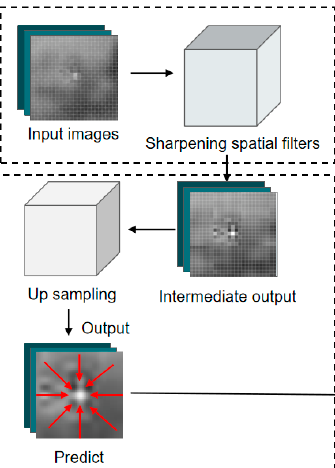 Input images
Sharpening spatial filters
Up sampling
Intermediate output
Output
Predict